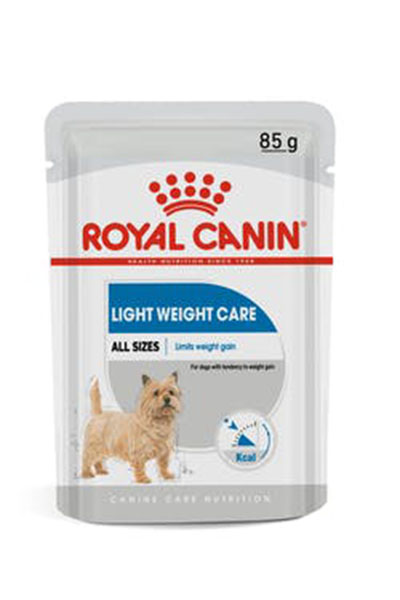 85 g
ROYAL CANIN®
HEALTH NUTRITION SINCE 1968
LIGHT WEIGHT CARE
ALL SIZES | Limits weight gain
For dogs with tendency to weight gain
Kcal
CANINE CARE NUTRITION